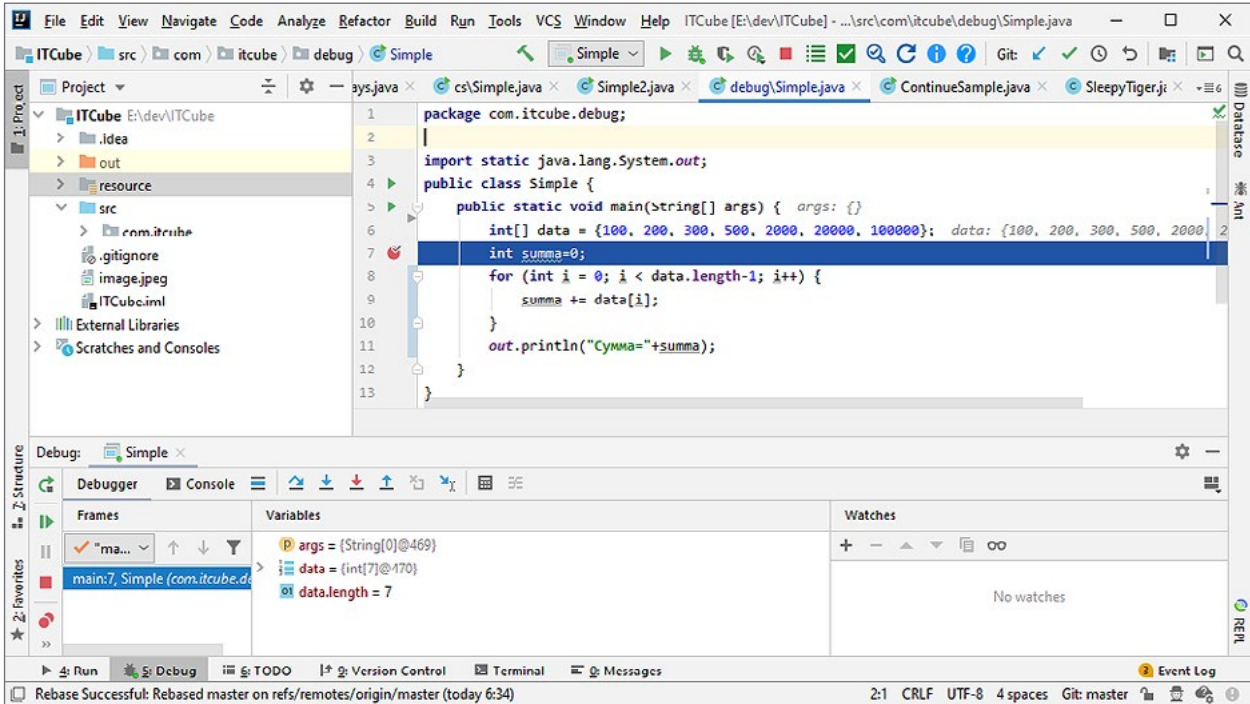 File Edit View Navigate Code Analyze Refactor Build Run Tools VCS Window Help ITCube [E:\dev\ITCube] - ...\src\com\itcube\debug\Simple.java
ITCube src com itcube debug Simple Simple Git:
1: Project
Project
ays.java cs\Simple.java Simple2.java debug\Simple.java ContinueSample.java SleepyTiger.ja 6
ITCube E:\dev\ITCube
.idea
out
resource
src
com.itcube
.gitignore
image.jpeg
ITCube.iml
External Libraries
Scratches and Consoles
1 package com.itcube.debug;
2
3 import static java.lang.System.out;
4 public class Simple {
5 public static void main(String[] args) { args: {}
6 int[] data = {100, 200, 300, 500, 2000, 20000, 100000}; data: {100, 200, 300, 500, 2000, 2
7 int summa=0;
8 for (int i = 0; i < data.length-1; i++) {
9 summa += data[i];
10 }
11 out.println("Сумма="+summa);
12 }
13 }
Database
Ant
Debug: Simple
Debugger Console
Frames Variables Watches
"ma...
main:7, Simple (com.itcube.de
args = {String[0]@469}
data = {int[7]@470}
data.length = 7
No watches
7: Structure
2: Favorites
REPL
4: Run 5: Debug 6: TODO 9: Version Control Terminal 0: Messages 2 Event Log
Rebase Successful: Rebased master on refs/remotes/origin/master (today 6:34) 2:1 CRLF UTF-8 4 spaces Git: master